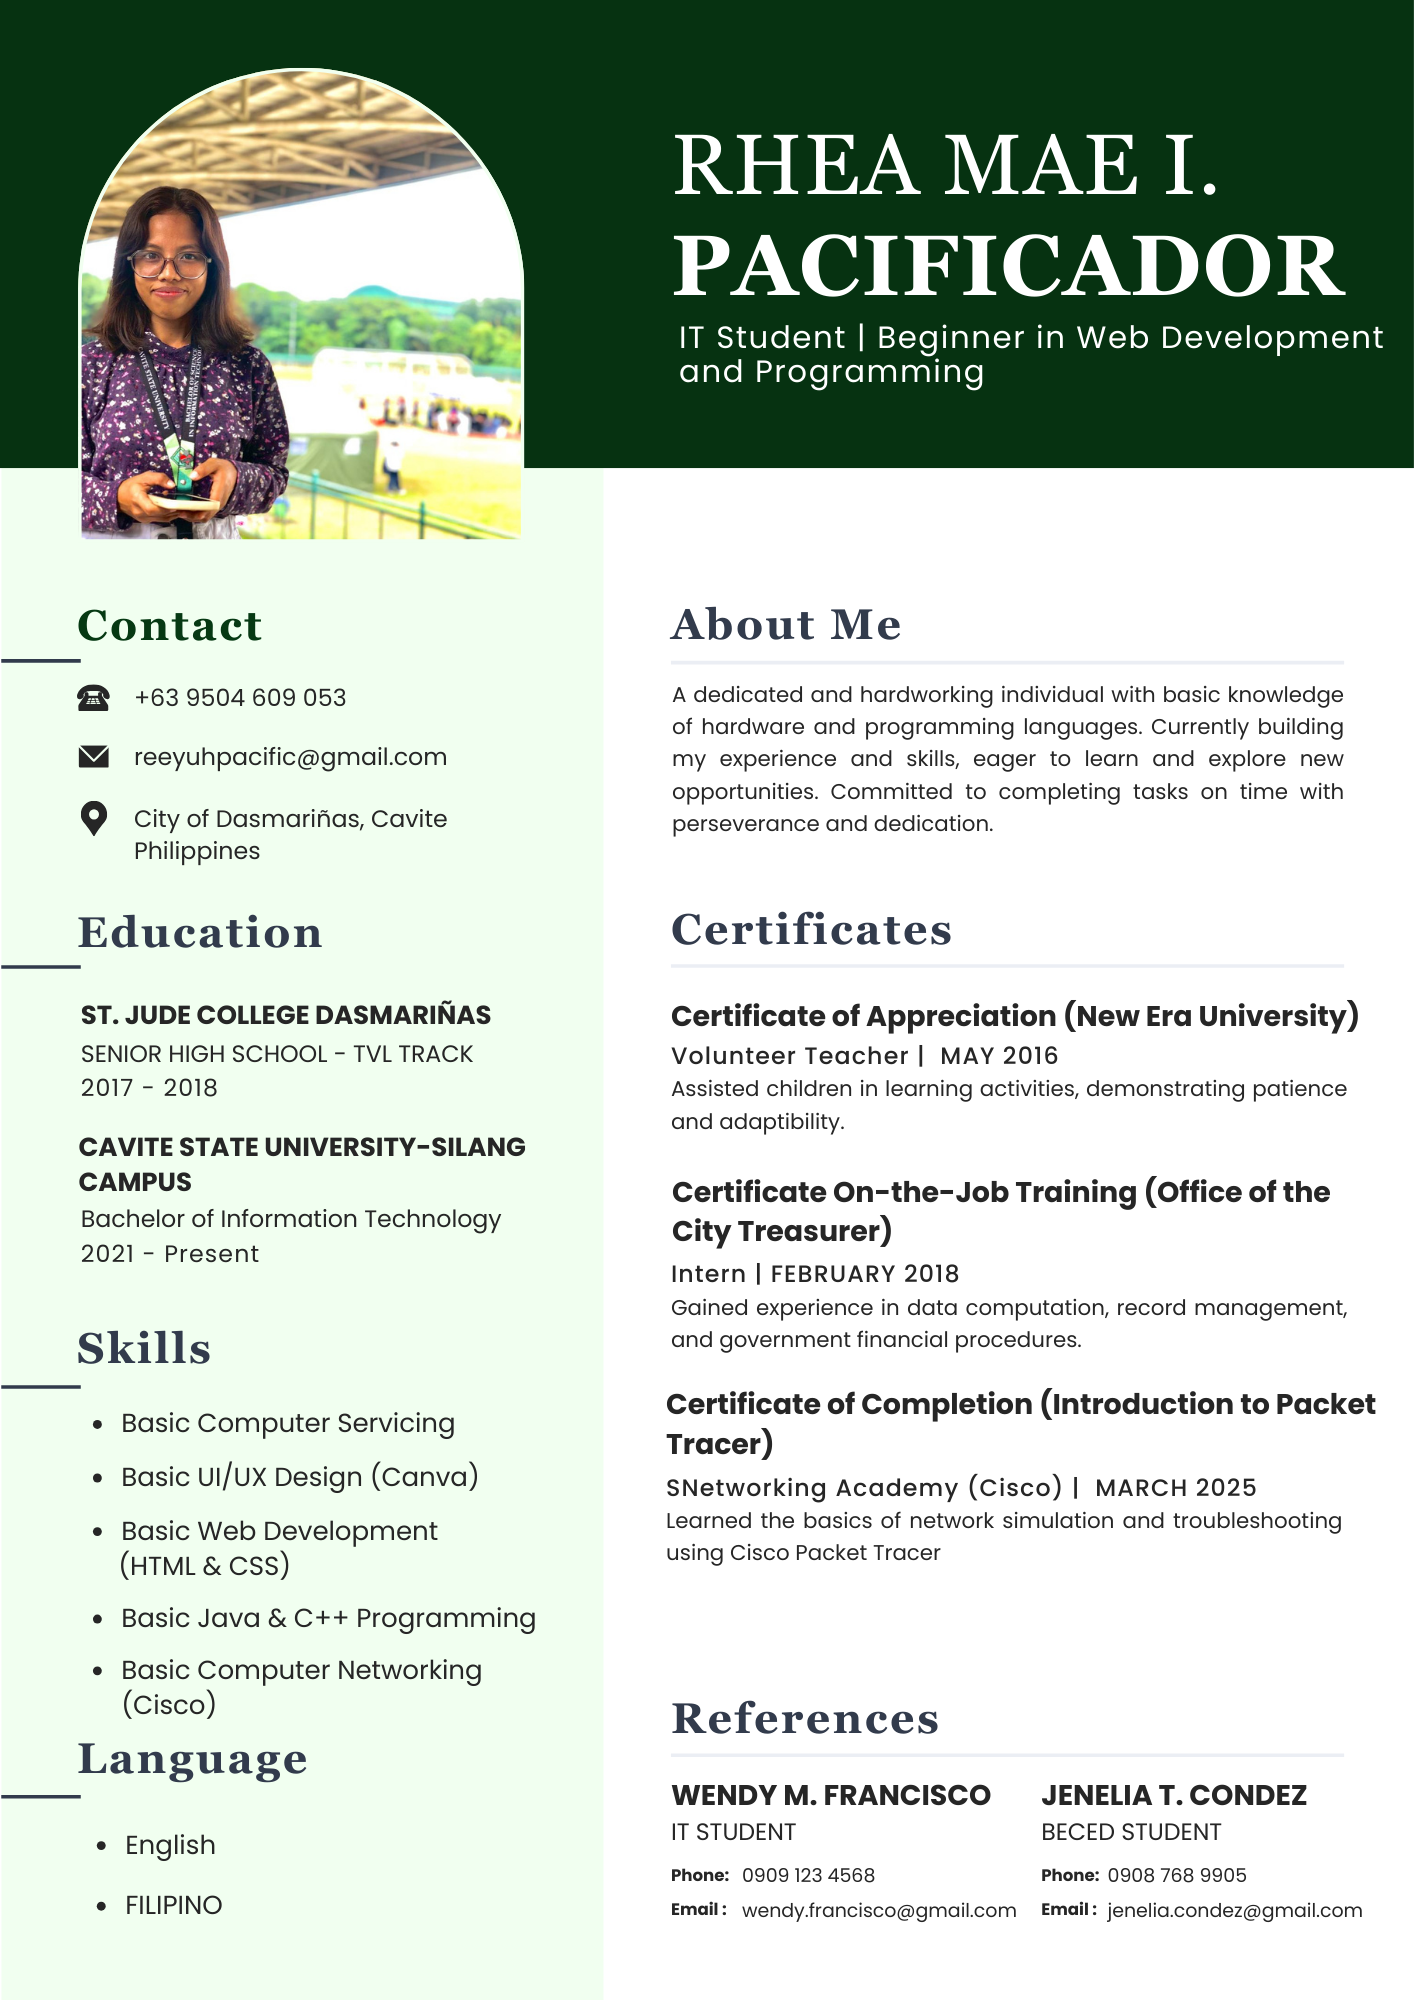 RHEA MAE I.
PACIFICADOR
IT Student | Beginner in Web Development
and Programming
CAVITE STATE UNIVERSITY
BACHELOR OF SCIENCE
IN INFORMATION
Contact
+63 9504 609 053
reeyuhpacific@gmail.com
City of Dasmariñas, Cavite
Philippines
Education
ST. JUDE COLLEGE DASMARIÑAS
SENIOR HIGH SCHOOL - TVL TRACK
2017 - 2018
CAVITE STATE UNIVERSITY-SILANG
CAMPUS
Bachelor of Information Technology
2021 - Present
Skills
• Basic Computer Servicing
• Basic UI/UX Design (Canva)
• Basic Web Development
(HTML & CSS)
• Basic Java & C++ Programming
• Basic Computer Networking
(Cisco)
Language
• English
• FILIPINO
About Me
A dedicated and hardworking individual with basic knowledge
of hardware and programming languages. Currently building
my experience and skills, eager to learn and explore new
opportunities. Committed to completing tasks on time with
perseverance and dedication.
Certificates
Certificate of Appreciation (New Era University)
Volunteer Teacher | MAY 2016
Assisted children in learning activities, demonstrating patience
and adaptibility.
Certificate On-the-Job Training (Office of the
City Treasurer)
Intern | FEBRUARY 2018
Gained experience in data computation, record management,
and government financial procedures.
Certificate of Completion (Introduction to Packet
Tracer)
SNetworking Academy (Cisco) | MARCH 2025
Learned the basics of network simulation and troubleshooting
using Cisco Packet Tracer
References
WENDY M. FRANCISCO
IT STUDENT
Phone: 0909 123 4568
Email : wendy.francisco@gmail.com
JENELIA T. CONDEZ
BECED STUDENT
Phone: 0908 768 9905
Email : jenelia.condez@gmail.com